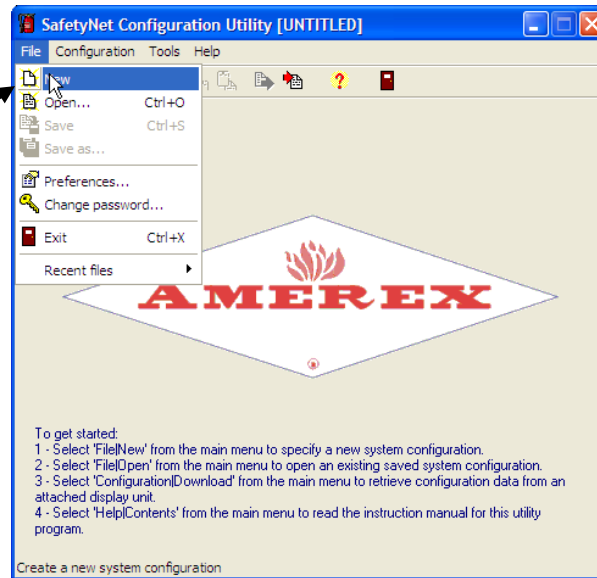 SafetyNet Configuration Utility [UNTITLED]
File Configuration Tools Help
New
Open... Ctrl+O
Save Ctrl+S
Save as...
Preferences...
Change password...
Exit Ctrl+X
Recent files
AMEREX
To get started:
1 - Select 'File|New' from the main menu to specify a new system configuration.
2 - Select 'File|Open' from the main menu to open an existing saved system configuration.
3 - Select 'Configuration|Download' from the main menu to retrieve configuration data from an
attached display unit.
4 - Select 'Help|Contents' from the main menu to read the instruction manual for this utility
program.
Create a new system configuration